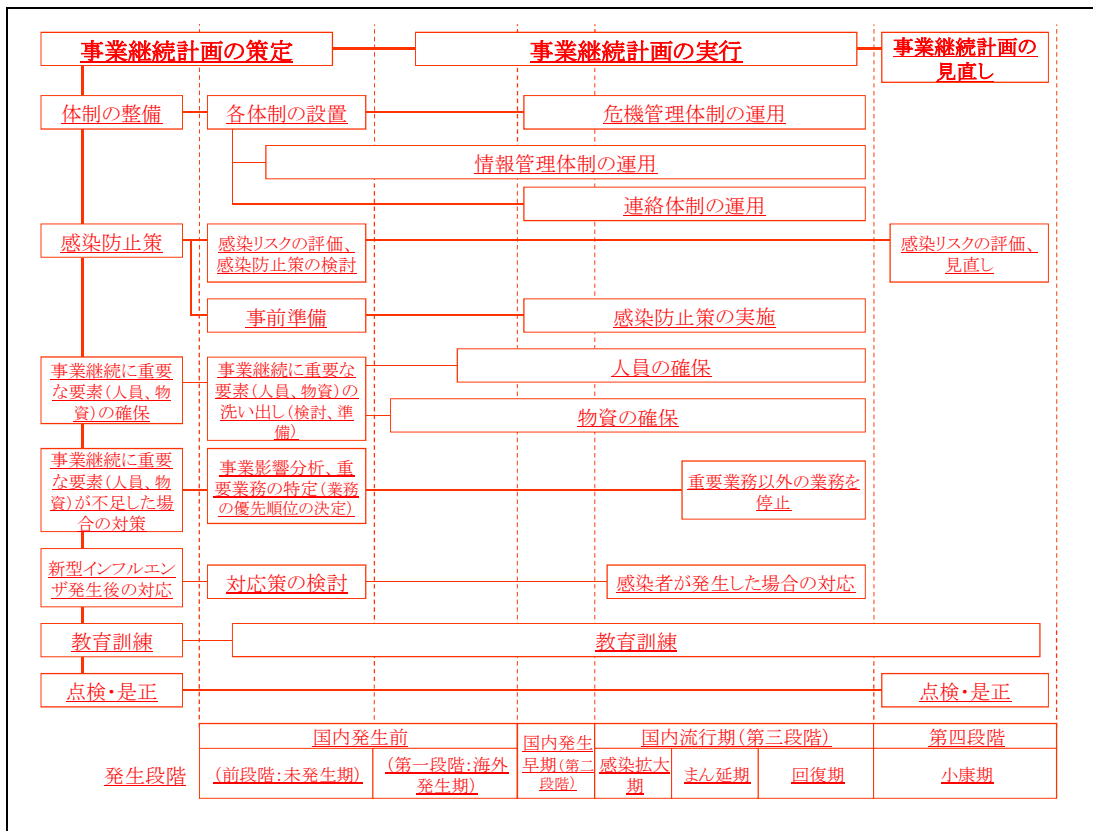 事業継続計画の策定
事業継続計画の実行
事業継続計画の
見直し
体制の整備
各体制の設置
危機管理体制の運用
情報管理体制の運用
連絡体制の運用
感染防止策
感染リスクの評価、
感染防止策の検討
感染リスクの評価、
見直し
事前準備
感染防止策の実施
事業継続に重要
な要素(人員、物
資)の確保
事業継続に重要な
要素(人員、物資)の
洗い出し(検討、準
備)
人員の確保
物資の確保
事業継続に重要
な要素(人員、物
資)が不足した場
合の対策
事業影響分析、重
要業務の特定(業務
の優先順位の決定)
重要業務以外の業務を
停止
新型インフルエン
ザ発生後の対応
対応策の検討
感染者が発生した場合の対応
教育訓練
教育訓練
点検・是正
点検・是正
発生段階
国内発生前
(前段階:未発生期)
(第一段階:海外
発生期)
国内発生
早期(第二
段階)
国内流行期(第三段階)
感染拡大
期
まん延期
回復期
第四段階
小康期